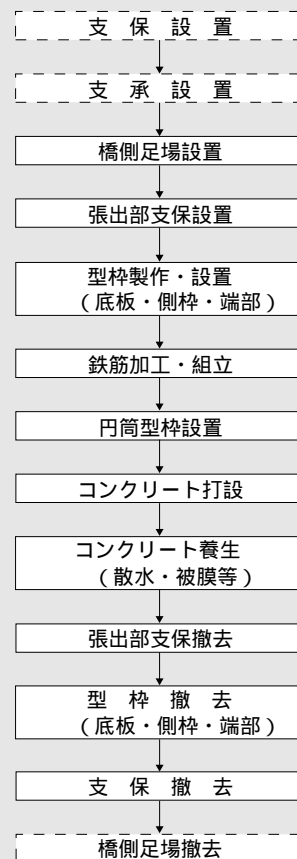 支保設置
支承設置
橋側足場設置
張出部支保設置
型枠製作・設置
（底板・側枠・端部）
鉄筋加工・組立
円筒型枠設置
コンクリート打設
コンクリート養生
（散水・被膜等）
張出部支保撤去
型枠撤去
（底板・側枠・端部）
支保撤去
橋側足場撤去